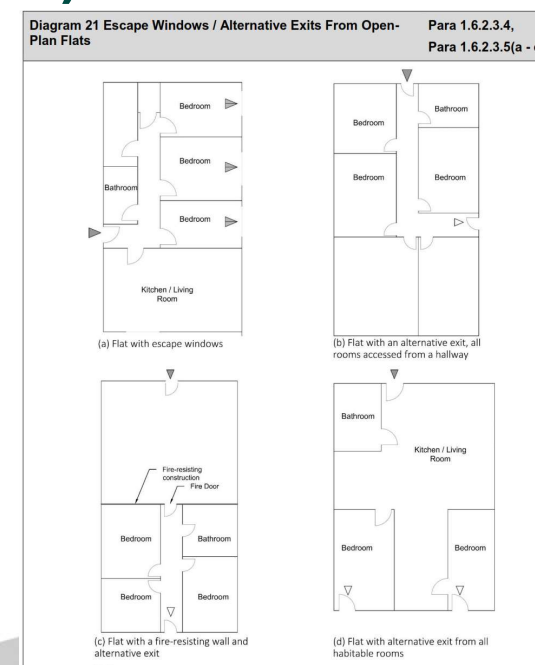 Diagram 21 Escape Windows / Alternative Exits From Open-
Plan Flats
Para 1.6.2.3.4,
Para 1.6.2.3.5(a -
Bedroom
Bedroom
Bathroom
Bedroom
Kitchen / Living
Room
(a) Flat with escape windows
Bathroom
Bedroom
Bedroom
Bedroom
(b) Flat with an alternative exit, all
rooms accessed from a hallway
Fire-resisting
construction
Fire Door
Bedroom
Bathroom
Bedroom
Bedroom
(c) Flat with a fire-resisting wall and
alternative exit
Bathroom
Kitchen / Living
Room
Bedroom
Bedroom
(d) Flat with alternative exit from all
habitable rooms